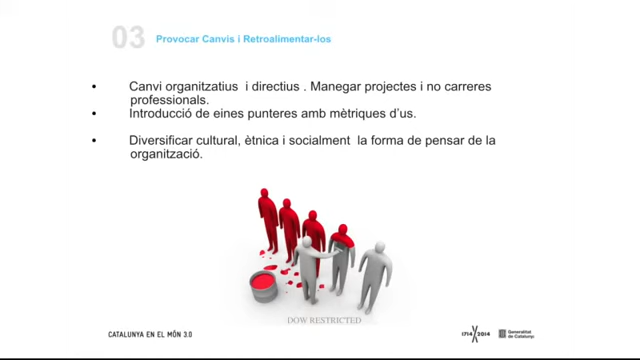 03 Provocar Canvis i Retroalimentar-los
• Canvi organitzatius i directius . Manegar projectes i no carreres
professionals.
• Introducció de eines punteres amb mètriques d'us.
• Diversificar cultural, ètnica i socialment la forma de pensar de la
organització.
DOW RESTRICTED
CATALUNYA EN EL MÓN 3.0
1714 2014
Generalitat
de Catalunya